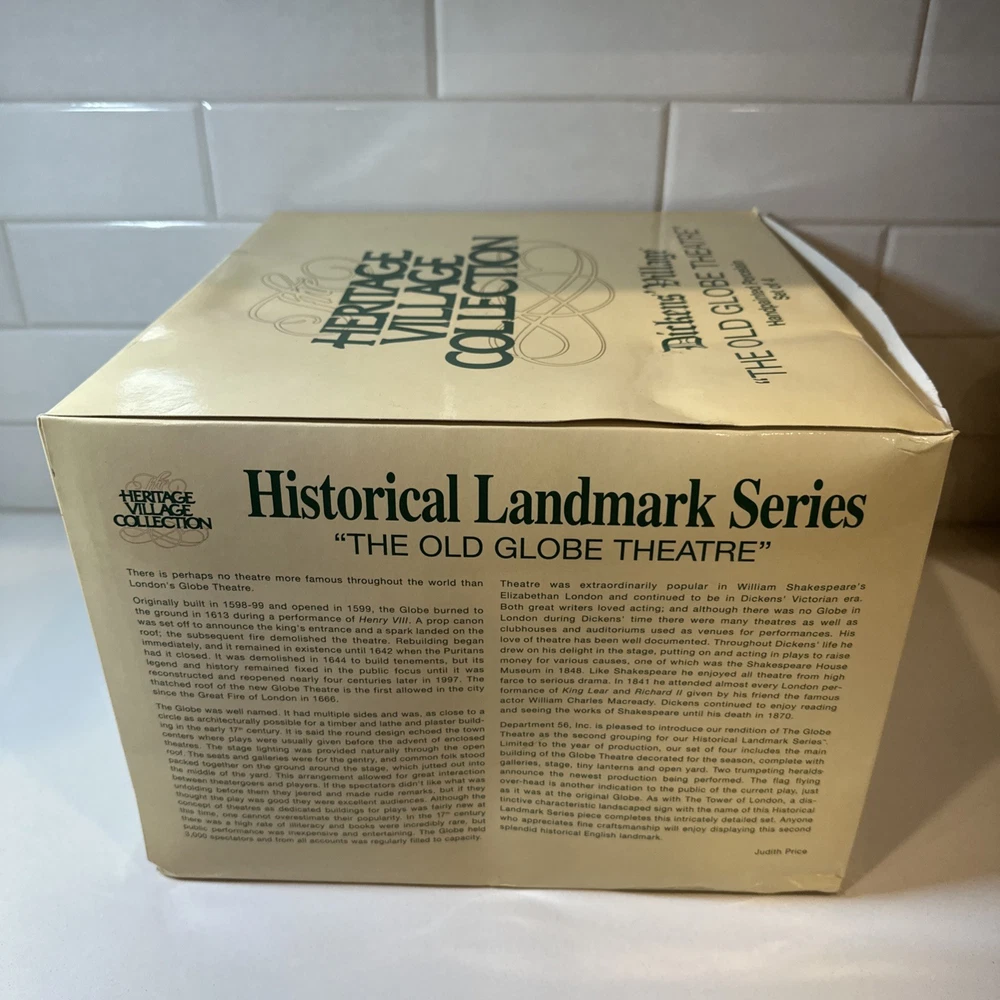 The
HERITAGE
VILLAGE
COLLECTION
Dickens' Village®
"THE OLD GLOBE THEATRE"
Handpainted Porcelain
Set of 4
The
HERITAGE
VILLAGE
COLLECTION
Historical Landmark Series
"THE OLD GLOBE THEATRE"
There is perhaps no theatre more famous throughout the world than
London's Globe Theatre.
Originally built in 1598-99 and opened in 1599, the Globe burned to
the ground in 1613 during a performance of Henry VIII. A prop canon
was set off to announce the king's entrance and a spark landed on the
roof; the subsequent fire demolished the theatre. Rebuilding began
immediately, and it remained in existence until 1642 when the Puritans
had it closed. It was demolished in 1644 to build tenements, but its
legend and history remained fixed in the public focus until it was
reconstructed and reopened nearly four centuries later in 1997. The
thatched roof of the new Globe Theatre is the first allowed in the city
since the Great Fire of London in 1666.
The Globe was well named. It had multiple sides and was, as close to a
circle as architecturally possible for a timber and lathe and plaster build-
ing in the early 17th century. It is said the round design echoed the town
centers where plays were usually given before the advent of enclosed
theatres. The stage lighting was provided naturally through the open
roof. The seats and galleries were for the gentry, and common folk stood
packed together on the ground around the stage, which jutted out into
the middle of the yard. This arrangement allowed for great interaction
between theatergoers and players. If the spectators didn't like what was
unfolding before them they jeered and made rude remarks, but if they
thought the play was good they were excellent audiences. Although the
concept of theatres as dedicated buildings for plays was fairly new at
this time, one cannot overestimate their popularity. In the 17th century
there was a high rate of illiteracy and books were incredibly rare, but
public performance was inexpensive and entertaining. The Globe held
3,000 spectators and from all accounts was regularly filled to capacity.
Theatre was extraordinarily popular in William Shakespeare's
Elizabethan London and continued to be in Dickens' Victorian era.
Both great writers loved acting; and although there was no Globe in
London during Dickens' time there were many theatres as well as
clubhouses and auditoriums used as venues for performances. His
love of theatre has been well documented. Throughout Dickens' life he
drew on his delight in the stage, putting on and acting in plays to raise
money for various causes, one of which was the Shakespeare House
Museum in 1848. Like Shakespeare he enjoyed all theatre from high
farce to serious drama. In 1841 he attended almost every London per-
formance of King Lear and Richard II given by his friend the famous
actor William Charles Macready. Dickens continued to enjoy reading
and seeing the works of Shakespeare until his death in 1870.
Department 56, Inc. is pleased to introduce our rendition of The Globe
Theatre as the second grouping for our Historical Landmark Series™.
Limited to the year of production, our set of four includes the main
building of the Globe Theatre decorated for the season, complete with
galleries, stage, tiny lanterns and open yard. Two trumpeting heralds
announce the newest production being performed. The flag flying
over-head is another indication to the public of the current play, just
as it was at the original Globe. As with The Tower of London, a dis-
tinctive characteristic landscaped sign with the name of this Historical
Landmark Series piece completes this intricately detailed set. Anyone
who appreciates fine craftsmanship will enjoy displaying this second
splendid historical English landmark.
Judith Price